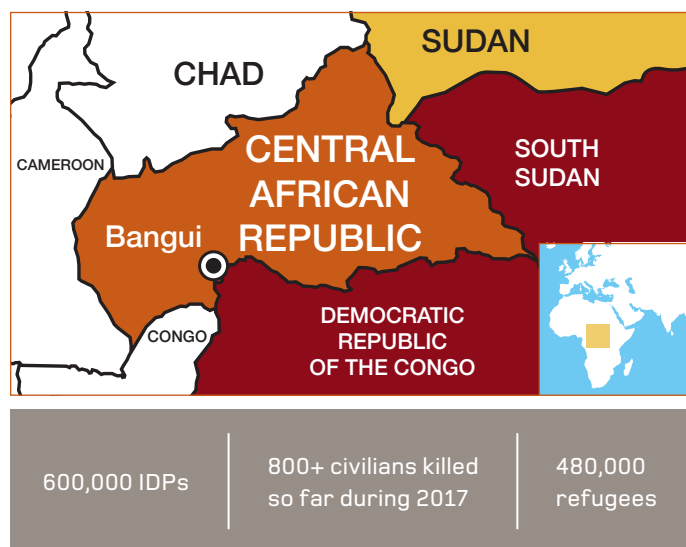 SUDAN
CHAD
CAMEROON
CENTRAL
AFRICAN
REPUBLIC
SOUTH
SUDAN
Bangui
CONGO
DEMOCRATIC
REPUBLIC
OF THE CONGO
600,000 IDPs
800+ civilians killed
so far during 2017
480,000
refugees